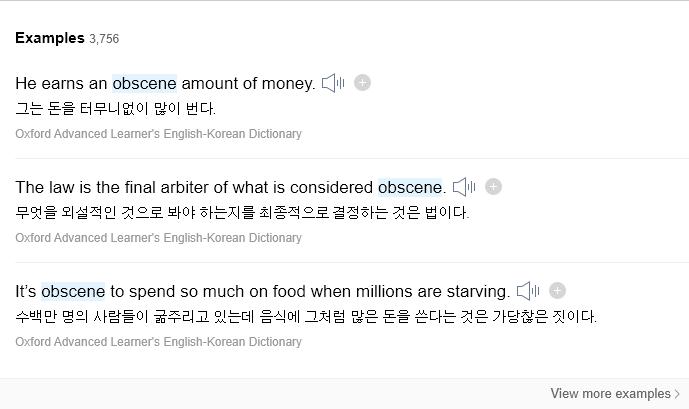 Examples 3,756
He earns an obscene amount of money.
그는 돈을 터무니없이 많이 번다.
Oxford Advanced Learner's English-Korean Dictionary
The law is the final arbiter of what is considered obscene.
무엇을 외설적인 것으로 봐야 하는지를 최종적으로 결정하는 것은 법이다.
Oxford Advanced Learner's English-Korean Dictionary
It’s obscene to spend so much on food when millions are starving.
수백만 명의 사람들이 굶주리고 있는데 음식에 그처럼 많은 돈을 쓴다는 것은 가당찮은 짓이다.
Oxford Advanced Learner's English-Korean Dictionary
View more examples